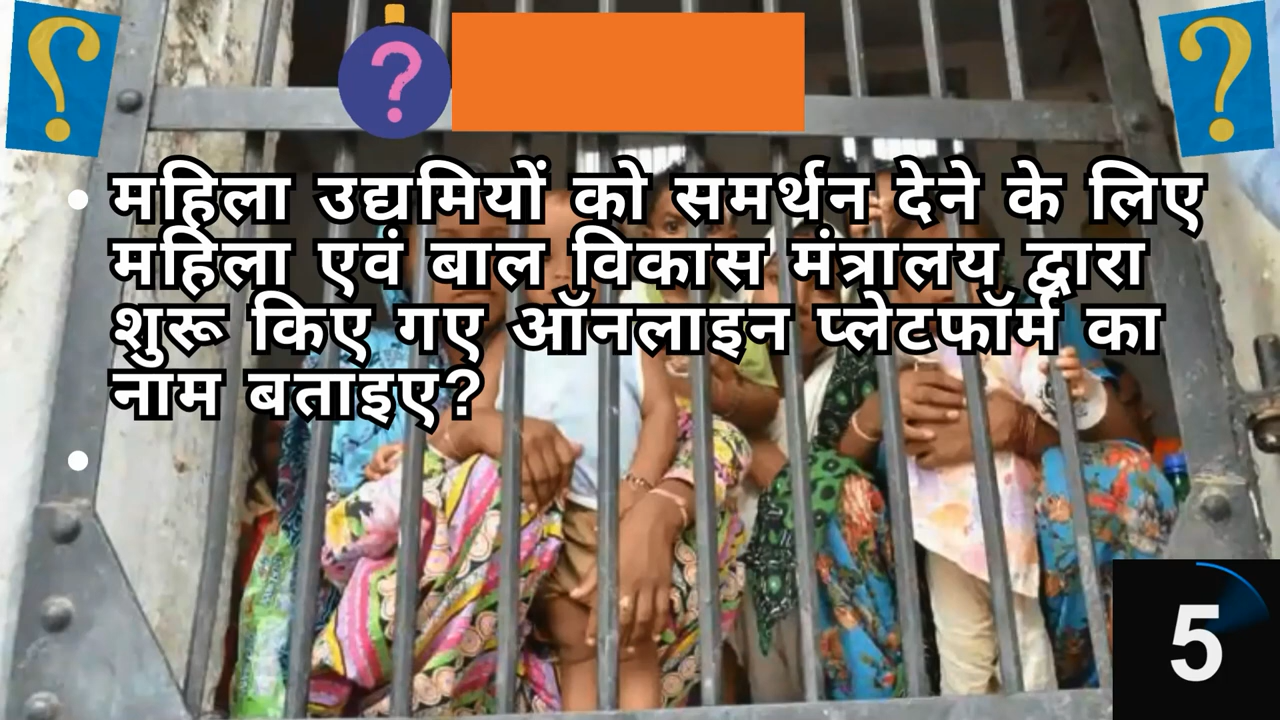 ?
?
?
महिला उद्यमियों को समर्थन देने के लिए
महिला एवं बाल विकास मंत्रालय द्वारा
शुरू किए गए ऑनलाइन प्लेटफॉर्म का
नाम बताइए?
5